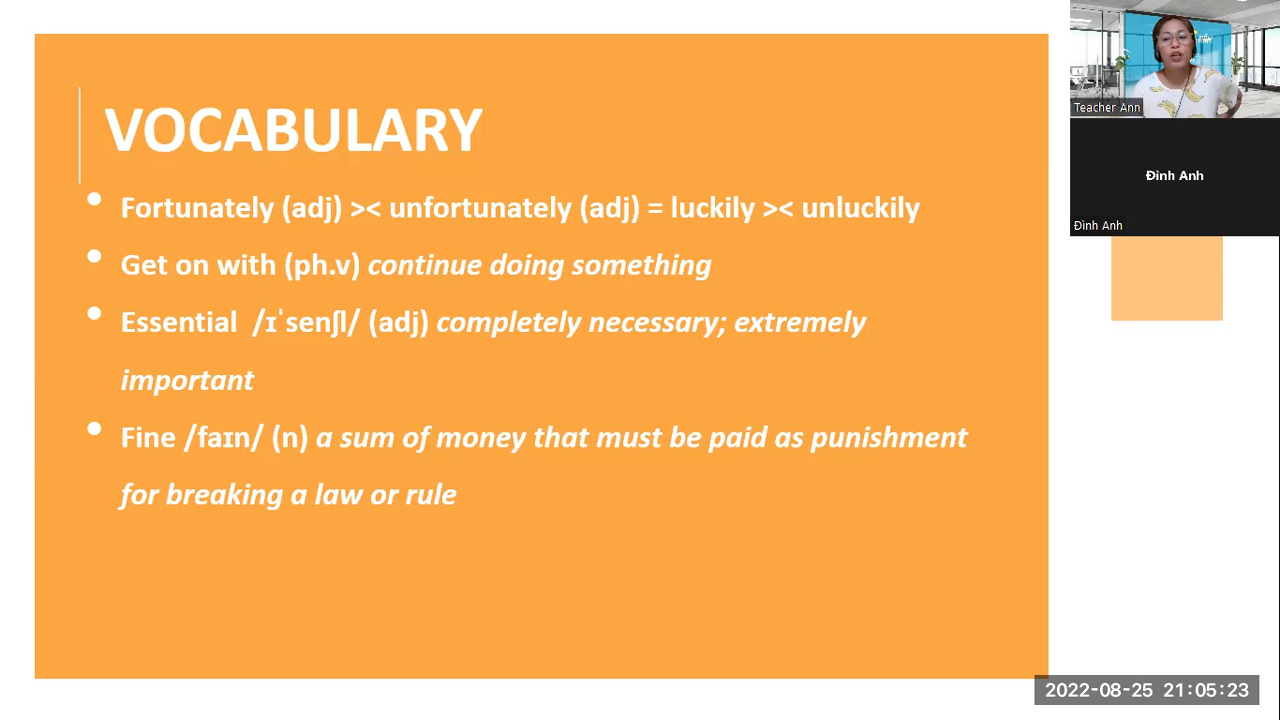 VOCABULARY
Fortunately (adj) >< unfortunately (adj) = luckily >< unluckily
Get on with (ph.v) continue doing something
Essential /ɪˈsenʃl/ (adj) completely necessary; extremely
important
Fine /faɪn/ (n) a sum of money that must be paid as punishment
for breaking a law or rule
Teacher Ann
Đình Anh
Đình Anh
2022-08-25 21:05:23